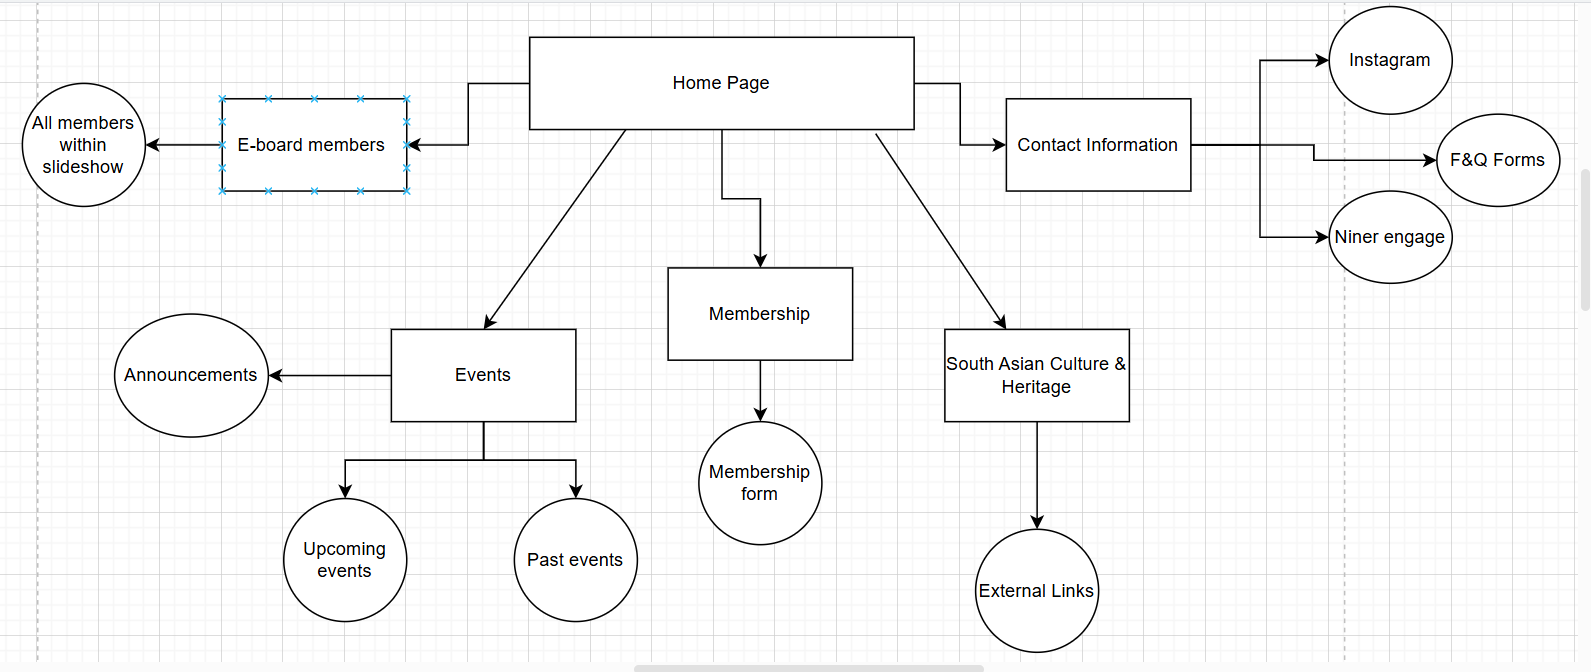 Home Page
Instagram
All members
within
slideshow
E-board members
Contact Information
F&Q Forms
Niner engage
Membership
Announcements
Events
South Asian Culture &
Heritage
Membership
form
Upcoming
events
Past events
External Links